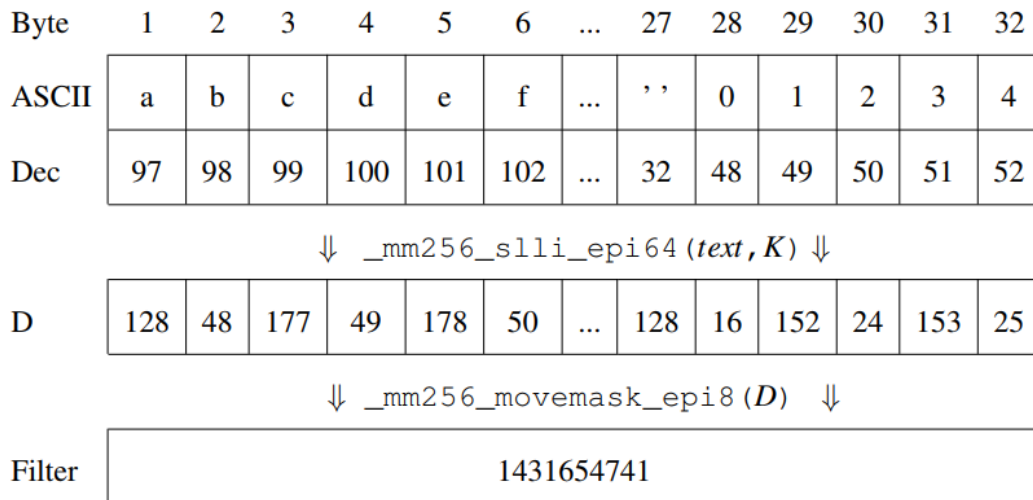 Byte 1 2 3 4 5 6 ... 27 28 29 30 31 32
ASCII a b c d e f ... ’ ’ 0 1 2 3 4
Dec 97 98 99 100 101 102 ... 32 48 49 50 51 52
⇓ _mm256_slli_epi64(text,K) ⇓
D 128 48 177 49 178 50 ... 128 16 152 24 153 25
⇓ _mm256_movemask_epi8(D) ⇓
Filter 1431654741